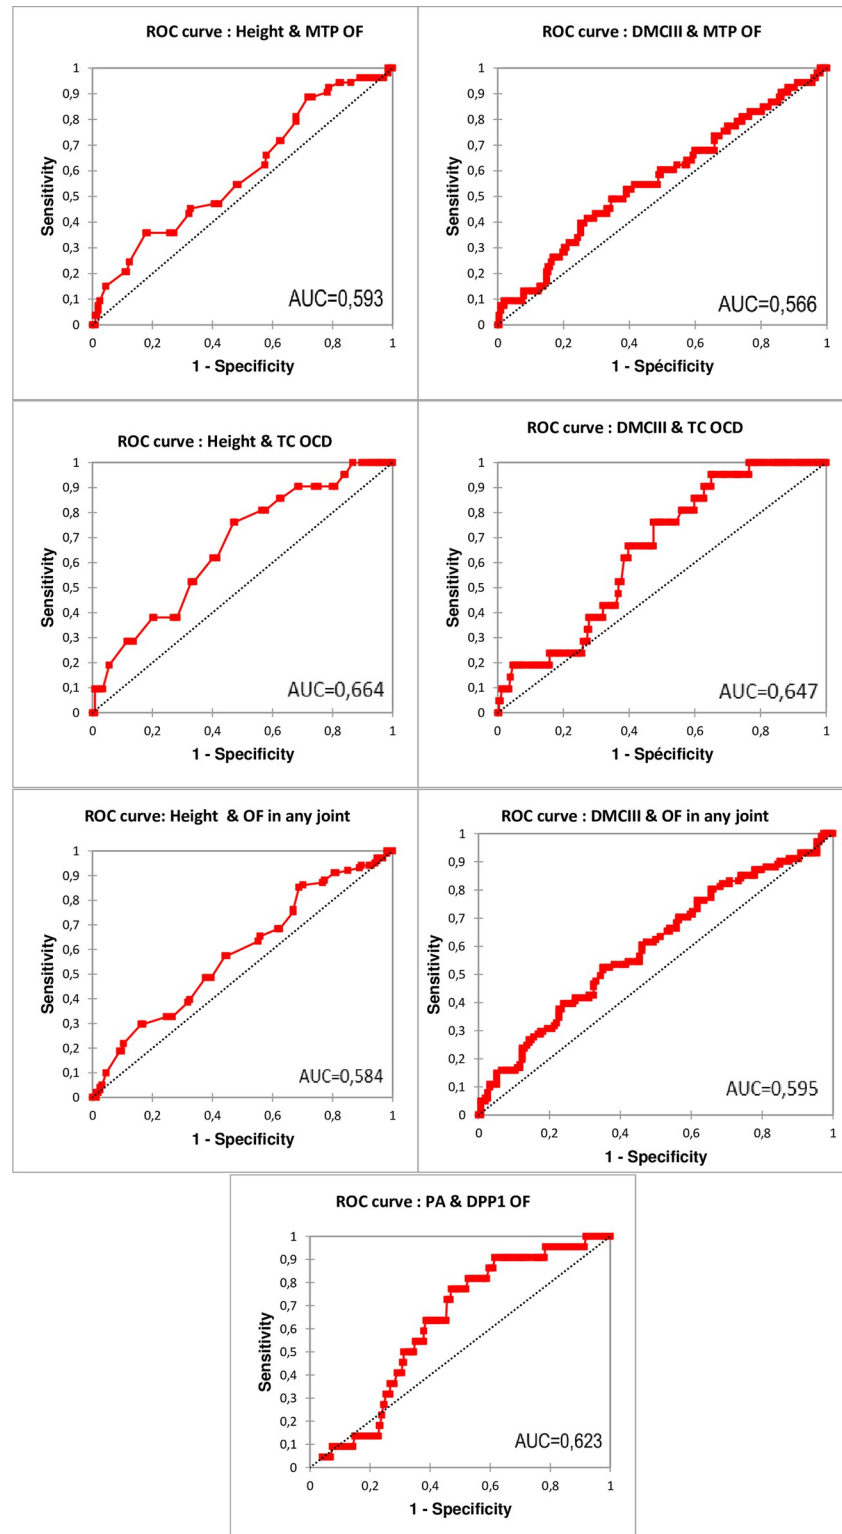 ROC curve : Height & MTP OF
1
0,9
0,8
0,7
0,6
0,5
0,4
0,3
0,2
0,1
0
Sensitivity
AUC=0,593
0 0,2 0,4 0,6 0,8 1
1 - Specificity
ROC curve : DMCIII & MTP OF
1
0,9
0,8
0,7
0,6
0,5
0,4
0,3
0,2
0,1
0
Sensitivity
AUC=0,566
0 0,2 0,4 0,6 0,8 1
1 - Spécificity
ROC curve : Height & TC OCD
1
0,9
0,8
0,7
0,6
0,5
0,4
0,3
0,2
0,1
0
Sensitivity
AUC=0,664
0 0,2 0,4 0,6 0,8 1
1 - Specificity
ROC curve : DMCIII & TC OCD
1
0,9
0,8
0,7
0,6
0,5
0,4
0,3
0,2
0,1
0
Sensitivity
AUC=0,647
0 0,2 0,4 0,6 0,8 1
1 - Spécificity
ROC curve: Height & OF in any joint
1
0,9
0,8
0,7
0,6
0,5
0,4
0,3
0,2
0,1
0
Sensitivity
AUC=0,584
0 0,2 0,4 0,6 0,8 1
1 - Specificity
ROC curve : DMCIII & OF in any joint
1
0,9
0,8
0,7
0,6
0,5
0,4
0,3
0,2
0,1
0
Sensitivity
AUC=0,595
0 0,2 0,4 0,6 0,8 1
1 - Specificity
ROC curve : PA & DPP1 OF
1
0,9
0,8
0,7
0,6
0,5
0,4
0,3
0,2
0,1
0
Sensitivity
AUC=0,623
0 0,2 0,4 0,6 0,8 1
1 - Specificity